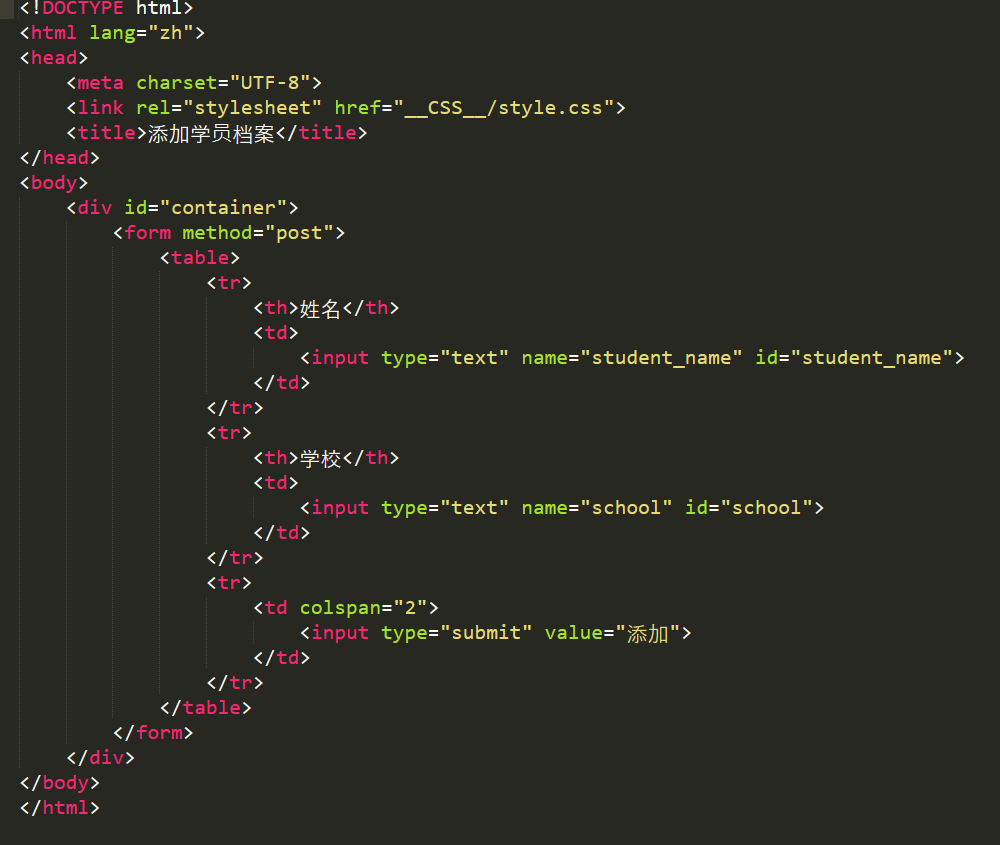 <!DOCTYPE html>
<html lang="zh">
<head>
    <meta charset="UTF-8">
    <link rel="stylesheet" href="__CSS__/style.css">
    <title>添加学员档案</title>
</head>
<body>
    <div id="container">
        <form method="post">
            <table>
                <tr>
                    <th>姓名</th>
                    <td>
                        <input type="text" name="student_name" id="student_name">
                    </td>
                </tr>
                <tr>
                    <th>学校</th>
                    <td>
                        <input type="text" name="school" id="school">
                    </td>
                </tr>
                <tr>
                    <td colspan="2">
                        <input type="submit" value="添加">
                    </td>
                </tr>
            </table>
        </form>
    </div>
</body>
</html>